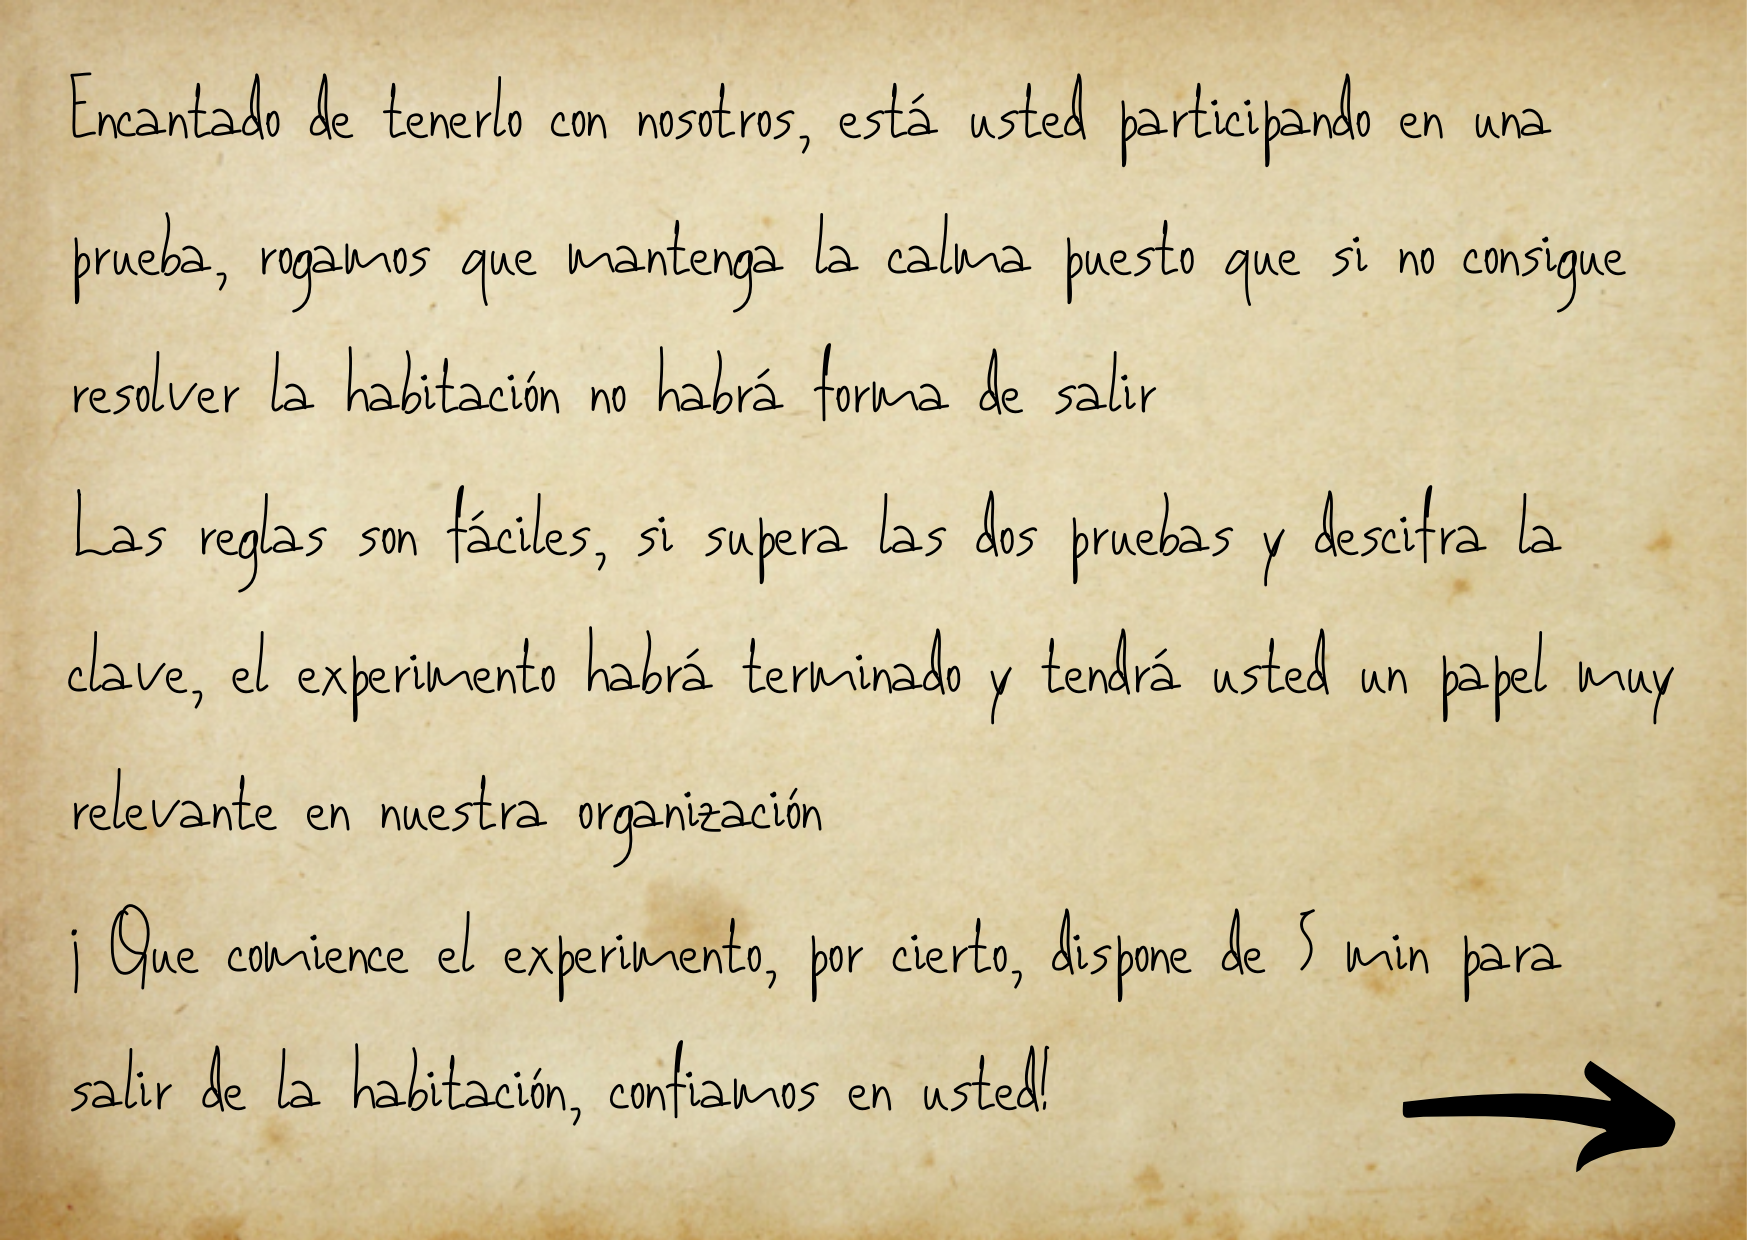 Encantado de tenerlo con nosotros, está usted participando en una
prueba, rogamos que mantenga la calma puesto que si no consigue
resolver la habitación no habrá forma de salir
Las reglas son fáciles, si supera las dos pruebas y descifra la
clave, el experimento habrá terminado y tendrá usted un papel muy
relevante en nuestra organización
¡ Que comience el experimento, por cierto, dispone de 5 min para
salir de la habitación, confiamos en usted!